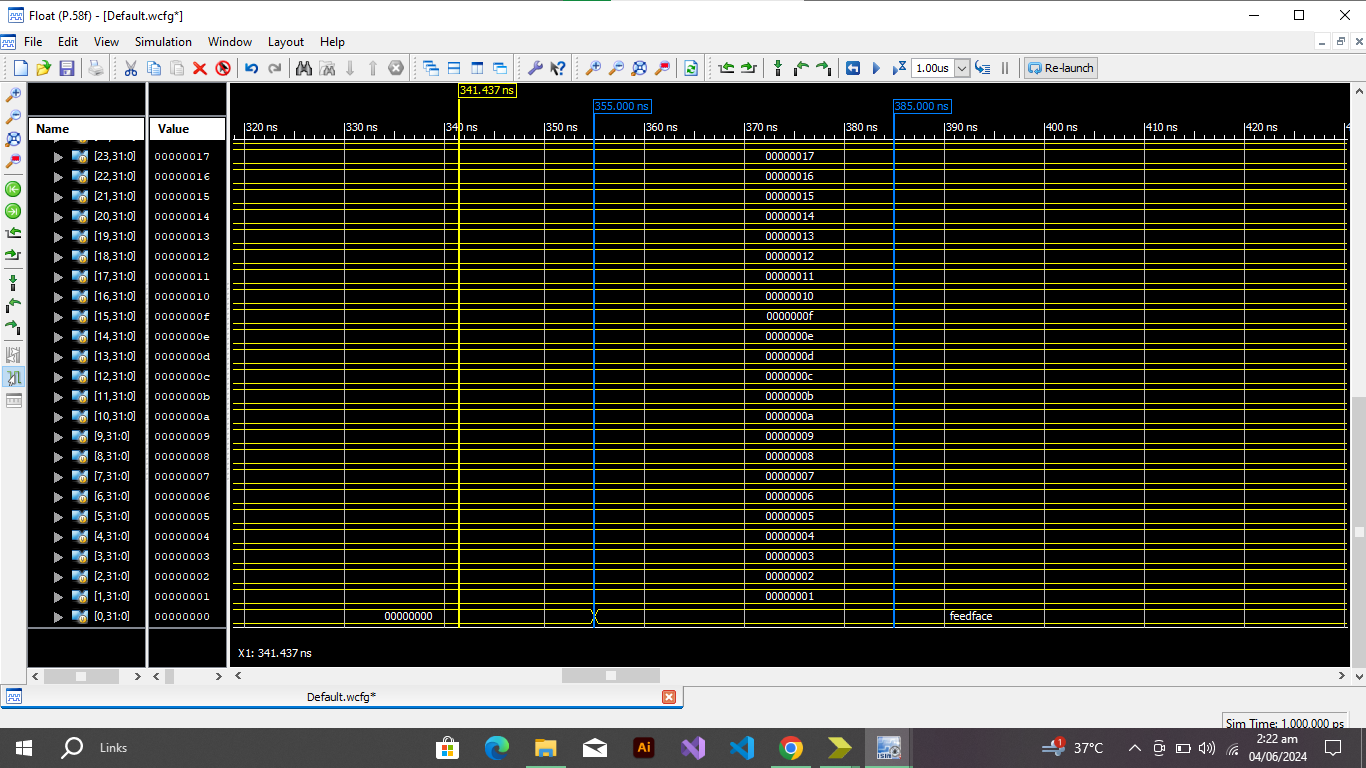 Float (P.58f) - [Default.wcfg*]
File Edit View Simulation Window Layout Help
1.00us Re-launch
341.437 ns
355.000 ns 385.000 ns
Name Value 320 ns 330 ns 340 ns 350 ns 360 ns 370 ns 380 ns 390 ns 400 ns 410 ns 420 ns
[23,31:0] 00000017 00000017
[22,31:0] 00000016 00000016
[21,31:0] 00000015 00000015
[20,31:0] 00000014 00000014
[19,31:0] 00000013 00000013
[18,31:0] 00000012 00000012
[17,31:0] 00000011 00000011
[16,31:0] 00000010 00000010
[15,31:0] 0000000f 0000000f
[14,31:0] 0000000e 0000000e
[13,31:0] 0000000d 0000000d
[12,31:0] 0000000c 0000000c
[11,31:0] 0000000b 0000000b
[10,31:0] 0000000a 0000000a
[9,31:0] 00000009 00000009
[8,31:0] 00000008 00000008
[7,31:0] 00000007 00000007
[6,31:0] 00000006 00000006
[5,31:0] 00000005 00000005
[4,31:0] 00000004 00000004
[3,31:0] 00000003 00000003
[2,31:0] 00000002 00000002
[1,31:0] 00000001 00000001
[0,31:0] 00000000 00000000 feedface
X1: 341.437 ns
Default.wcfg*
Sim Time: 1,000,000 ps
Links Ai 1 37°C 2:22 am
04/06/2024